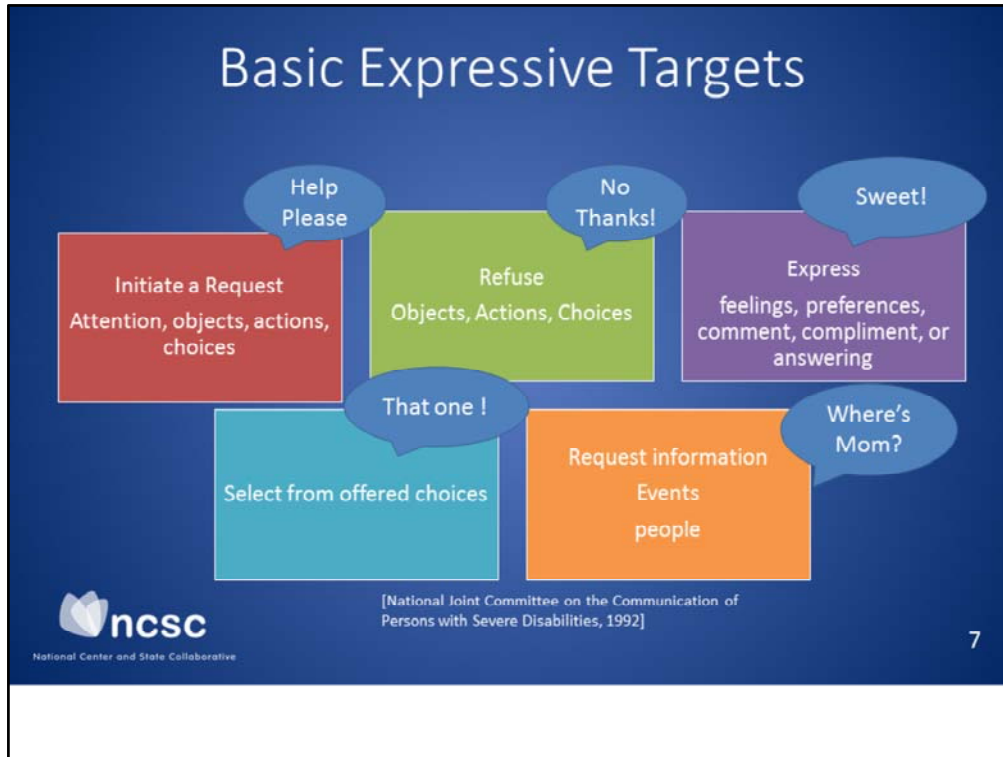 Basic Expressive Targets
Help
Please
Initiate a Request
Attention, objects, actions,
choices
No
Thanks!
Refuse
Objects, Actions, Choices
Sweet!
Express
feelings, preferences,
comment, compliment, or
answering
That one !
Select from offered choices
Where's
Mom?
Request information
Events
people
[National Joint Committee on the Communication of
Persons with Severe Disabilities, 1992]
ncsc
National Center and State Collaborative
7